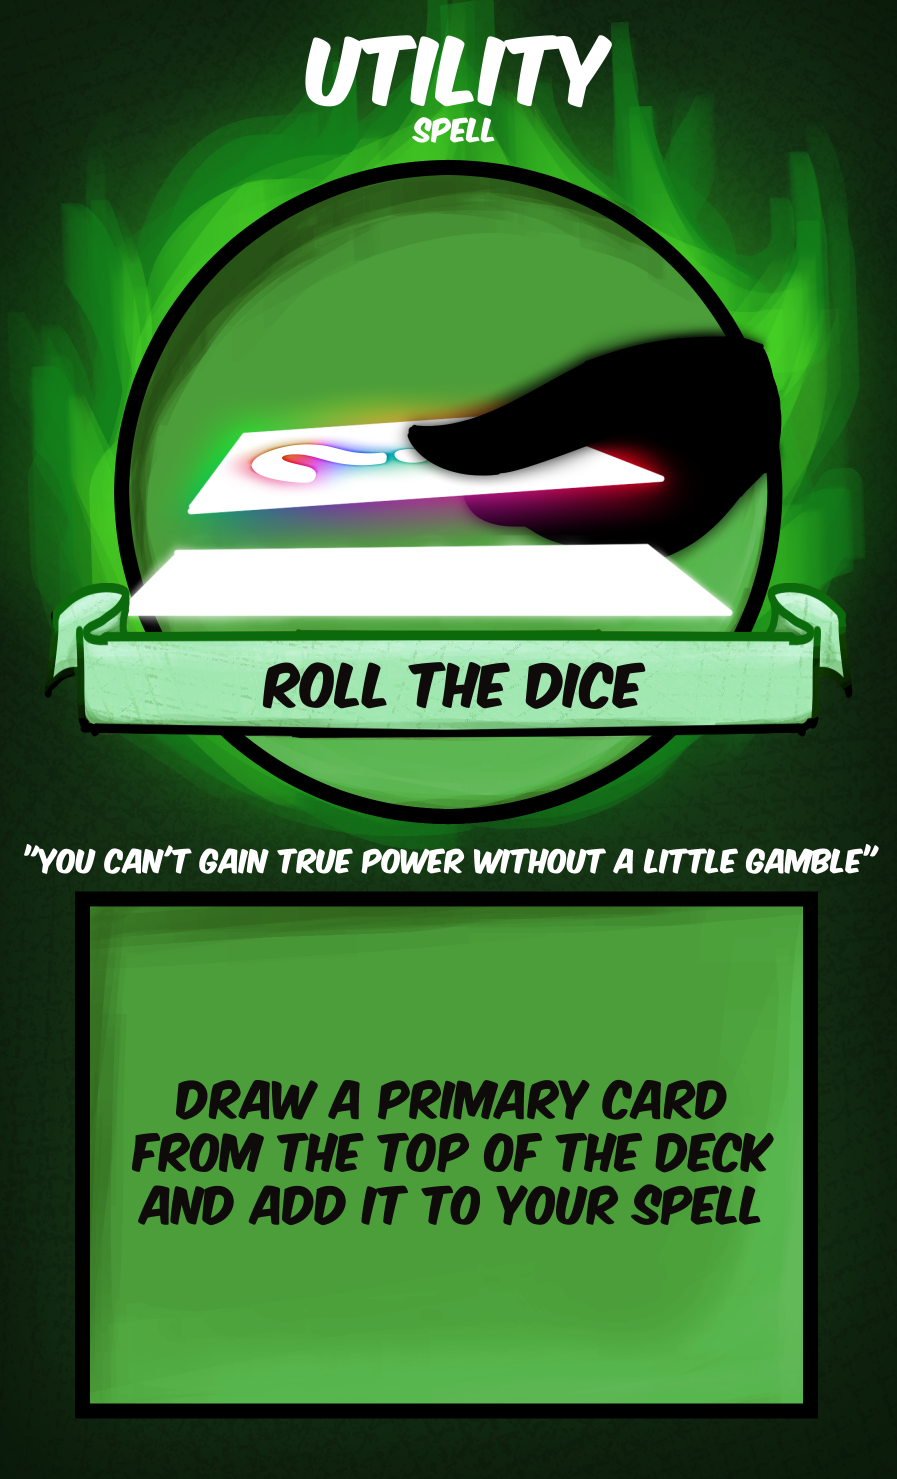 UTILITY
SPELL
?
ROLL THE DICE
"YOU CAN'T GAIN TRUE POWER WITHOUT A LITTLE GAMBLE"
DRAW A PRIMARY CARD
FROM THE TOP OF THE DECK
AND ADD IT TO YOUR SPELL